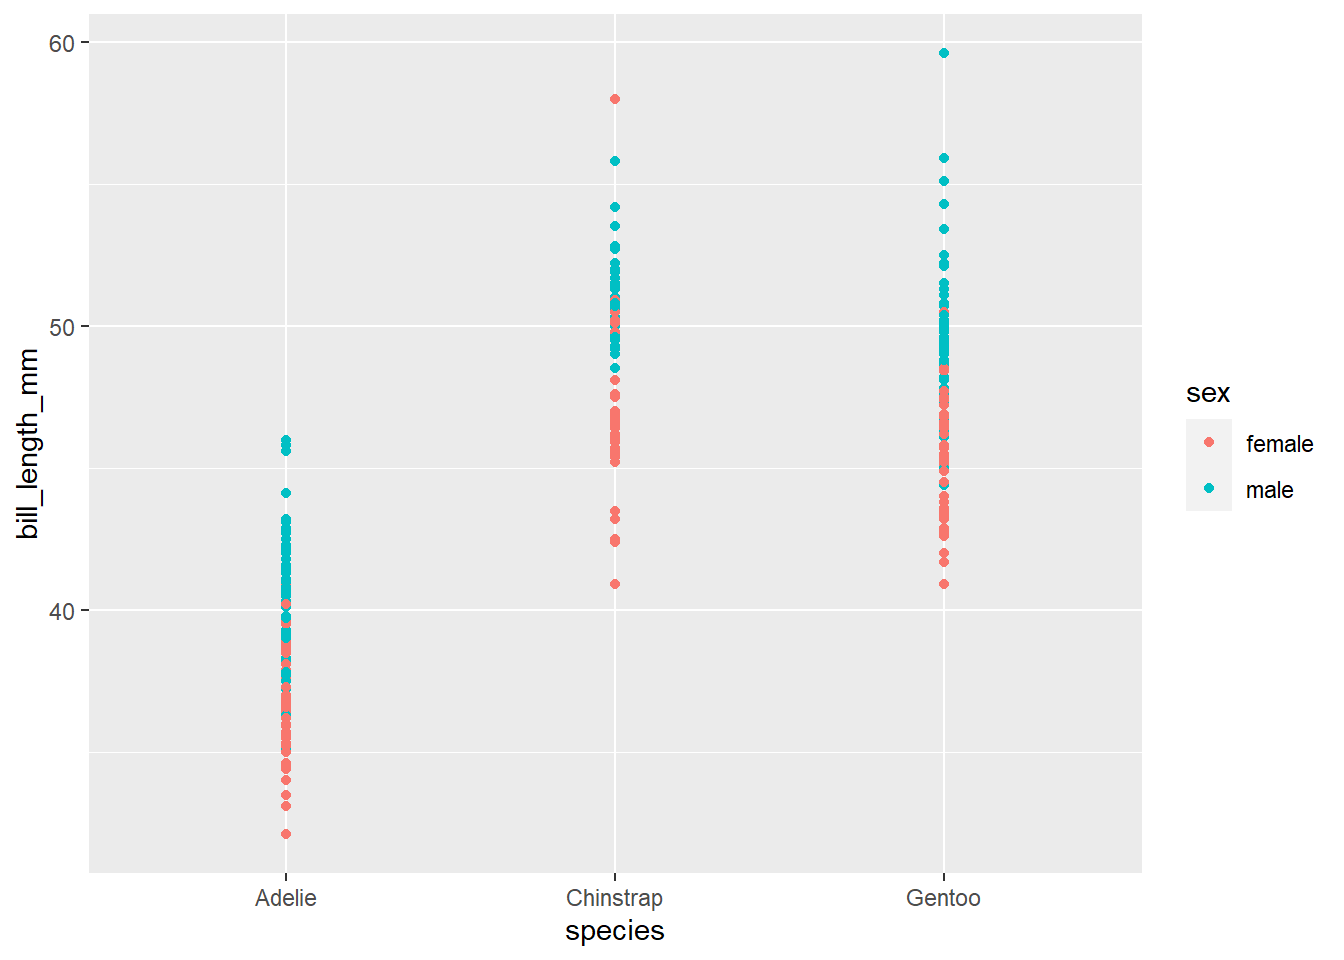 60
50
40
bill_length_mm
Adelie
Chinstrap
Gentoo
species
sex
female
male